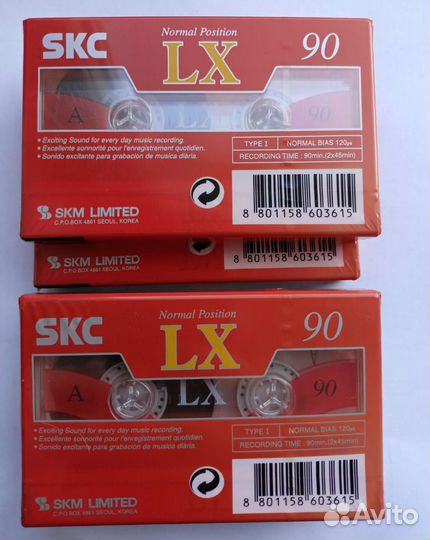 SKC
Normal Position
LX
90
A
LX
90
• Exciting Sound for every day music recording.
• Excellente sonnorité pour l'enregistrement quotidien.
• Sonido excitante para grabación de musica diària.
TYPE I NORMAL BIAS 120μs
RECORDING TIME : 90min.(2x45min)
SKM LIMITED
C.P.O.BOX 4861 SEOUL, KOREA
8 801158 603615
SKM LIMITED
C.P.O.BOX 4861 SEOUL, KOREA
8 801158 603615
SKC
Normal Position
LX
90
A
LX
A
90
• Exciting Sound for every day music recording.
• Excellente sonnorité pour l'enregistrement quotidien.
• Sonido excitante para grabación de musica diària.
TYPE I NORMAL BIAS 120μs
RECORDING TIME : 90min.(2x45min)
SKM LIMITED
C.P.O.BOX 4861 SEOUL, KOREA
8 801158 603615
Avito